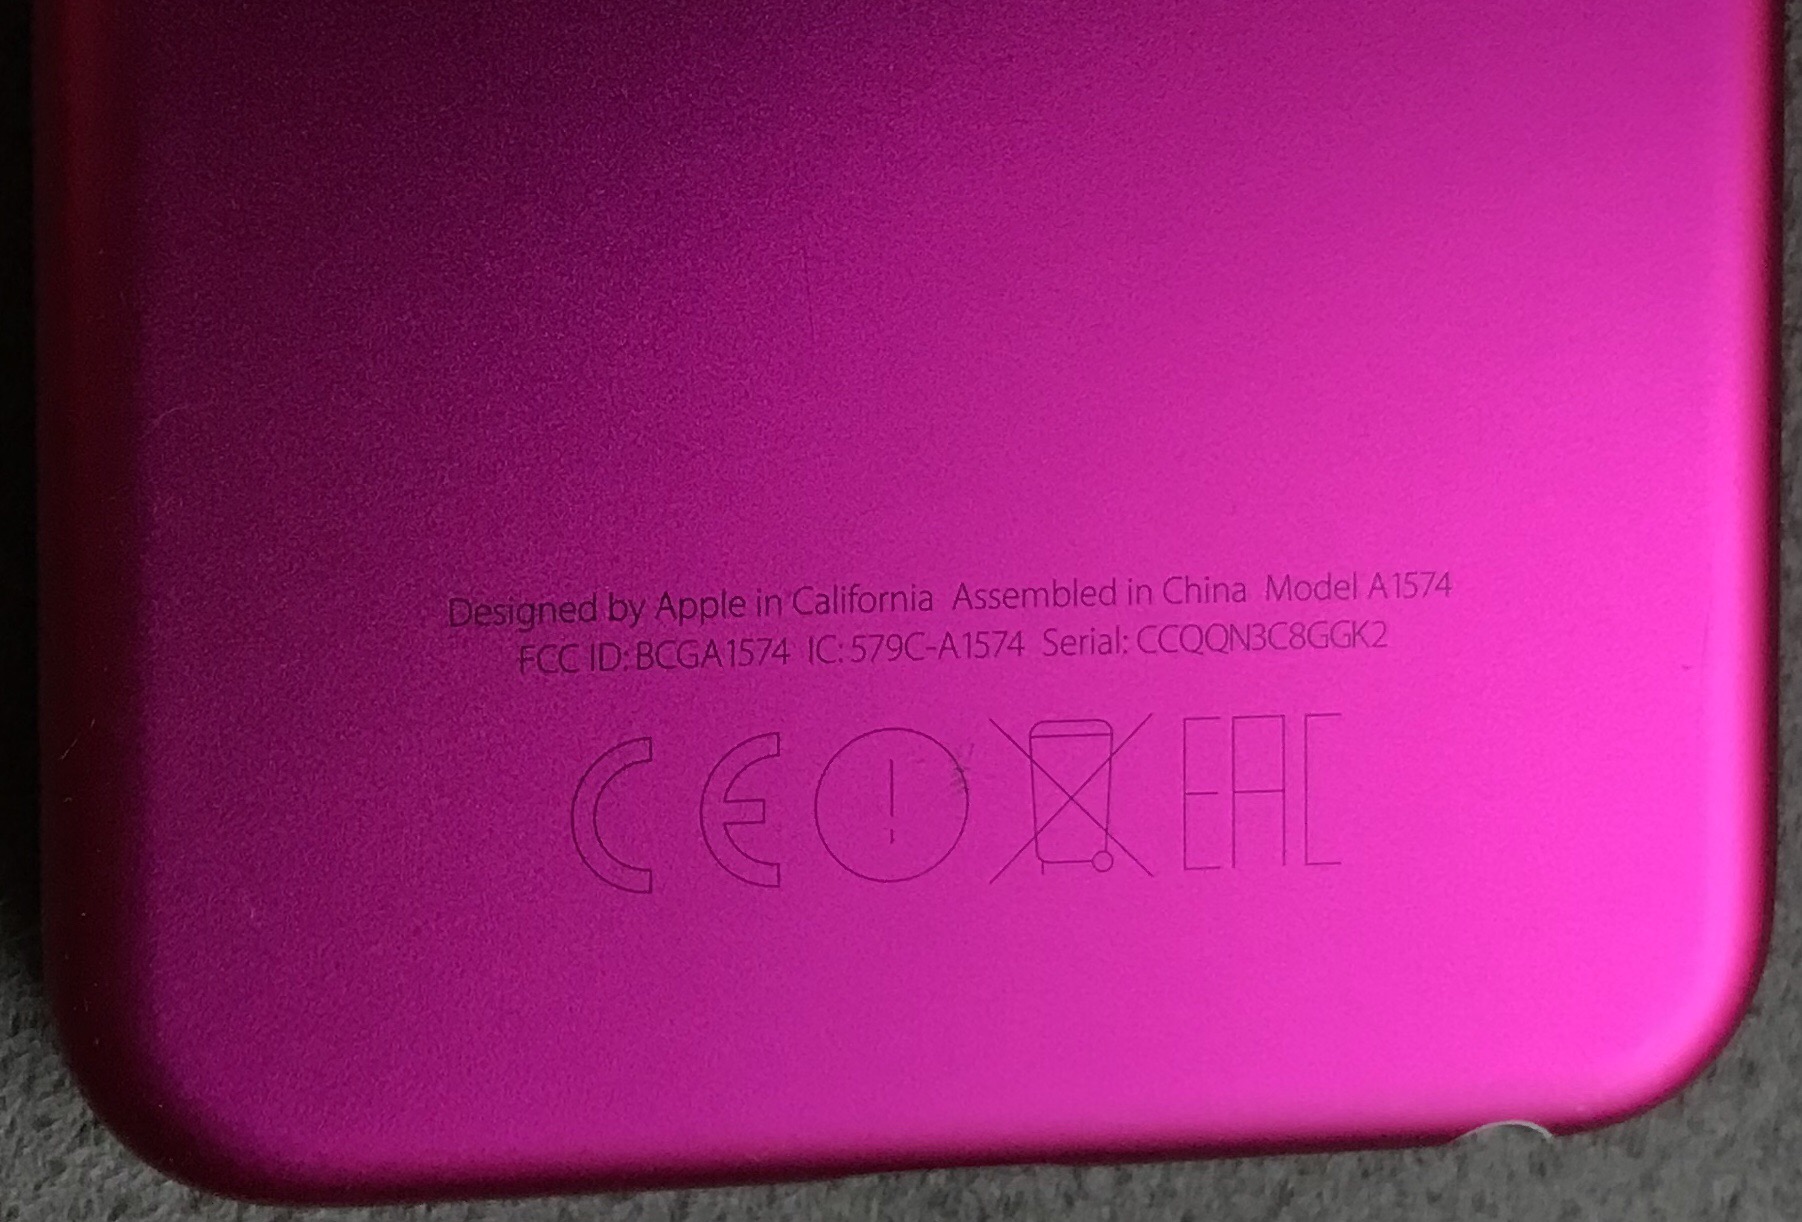 Designed by Apple in California Assembled in China Model A1574
FCC ID: BCGA1574 IC: 579C-A1574 Serial: CCQQN3C8GGK2
CE ! EAC